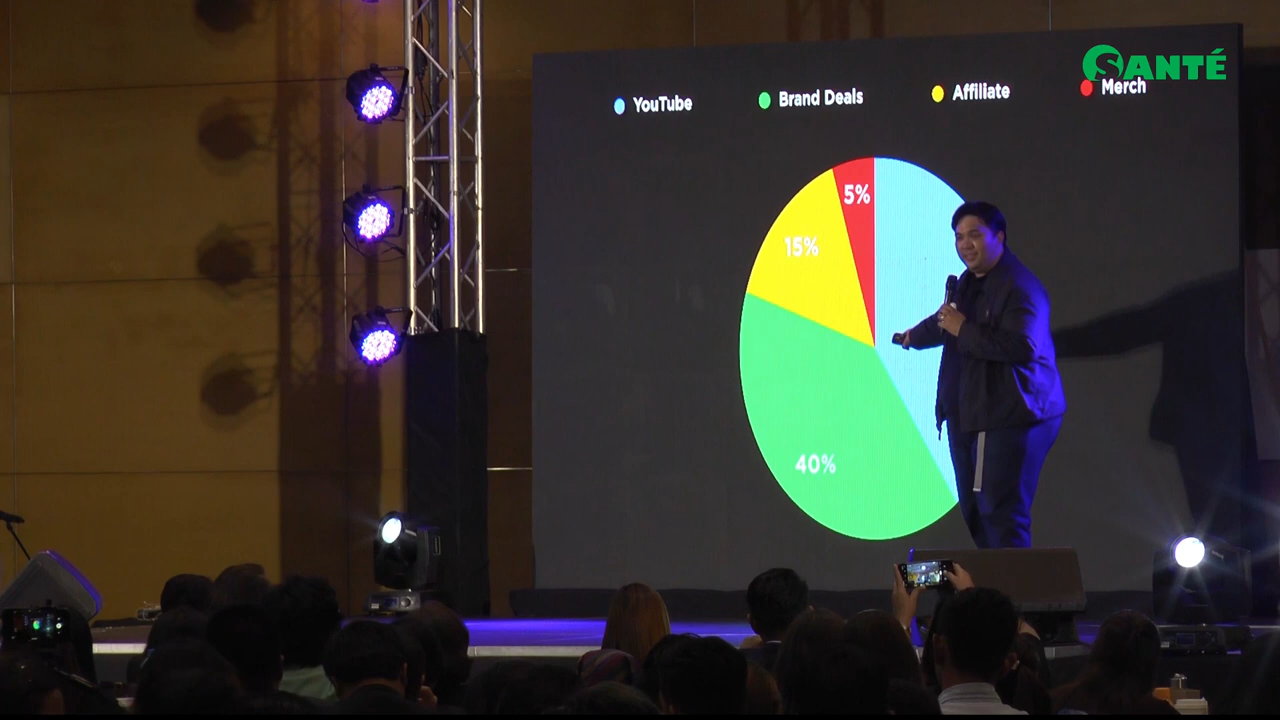 SANTÉ
YouTube
Brand Deals
Affiliate
Merch
5%
15%
40%